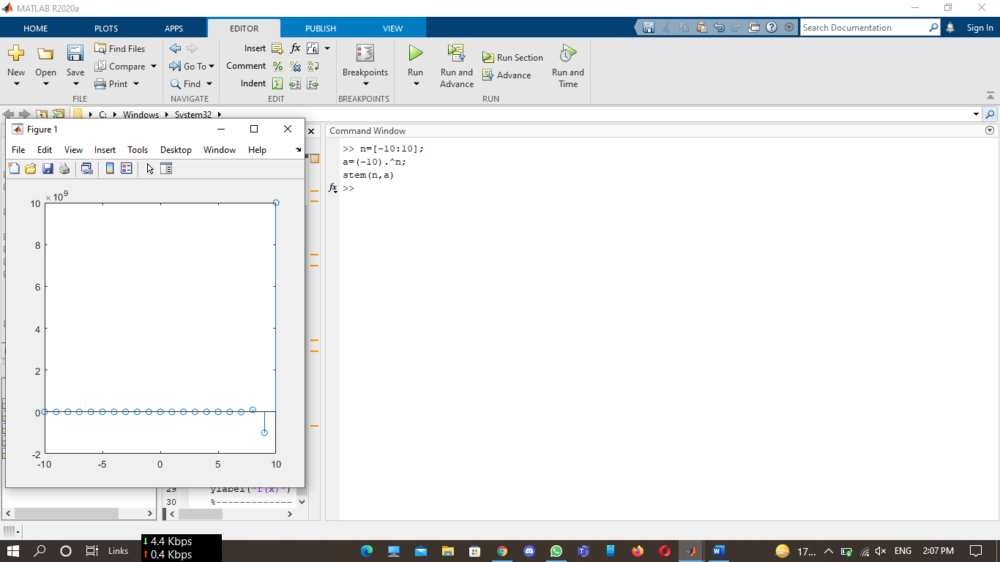 MATLAB R2020a
HOME PLOTS APPS EDITOR PUBLISH VIEW
Search Documentation
Sign In
New Open Save
Find Files
Compare
Print
FILE
Go To
Find
NAVIGATE
Insert fx
Comment %
Indent
EDIT
Breakpoints
BREAKPOINTS
Run
Run and Advance
Run Section
Advance
Run and Time
RUN
C: Windows System32
Figure 1
File Edit View Insert Tools Desktop Window Help
×10⁹
10
8
6
4
2
0
-2
-10 -5 0 5 10
29 ylabel("f(x)")
30 %-------------
Command Window
>> n=[-10:10];
a=(-10).^n;
stem(n,a)
fx >>
Links
↓ 4.4 Kbps
↑ 0.4 Kbps
17...
ENG
2:07 PM